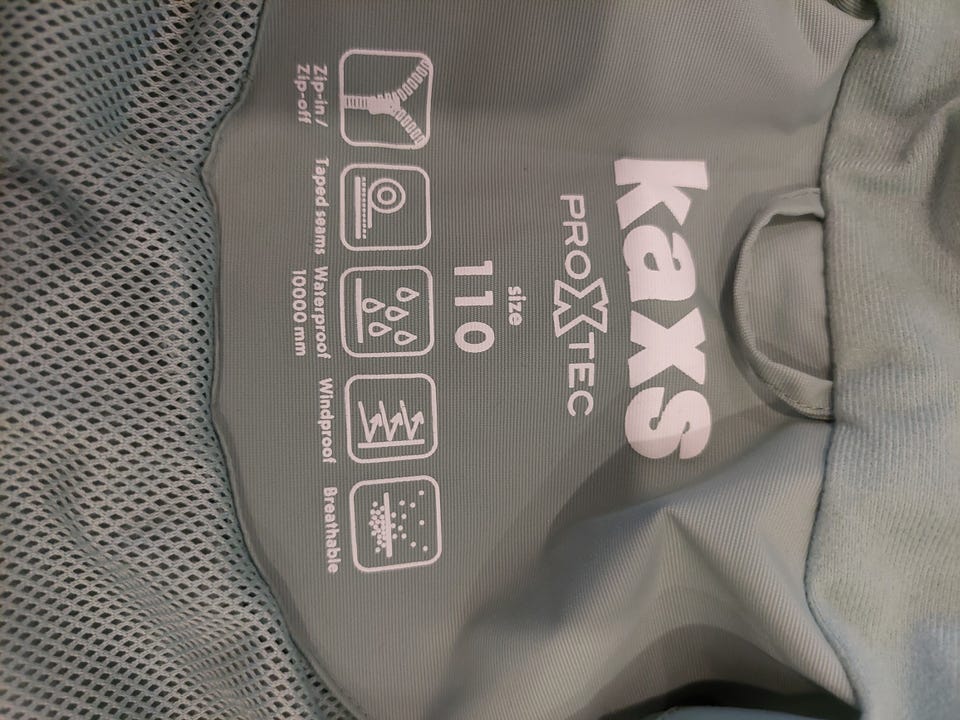 kaxs
PROXTEC
size
110
Zip-in /
Zip-off
Taped seams
Waterproof
10000 mm
Windproof
Breathable